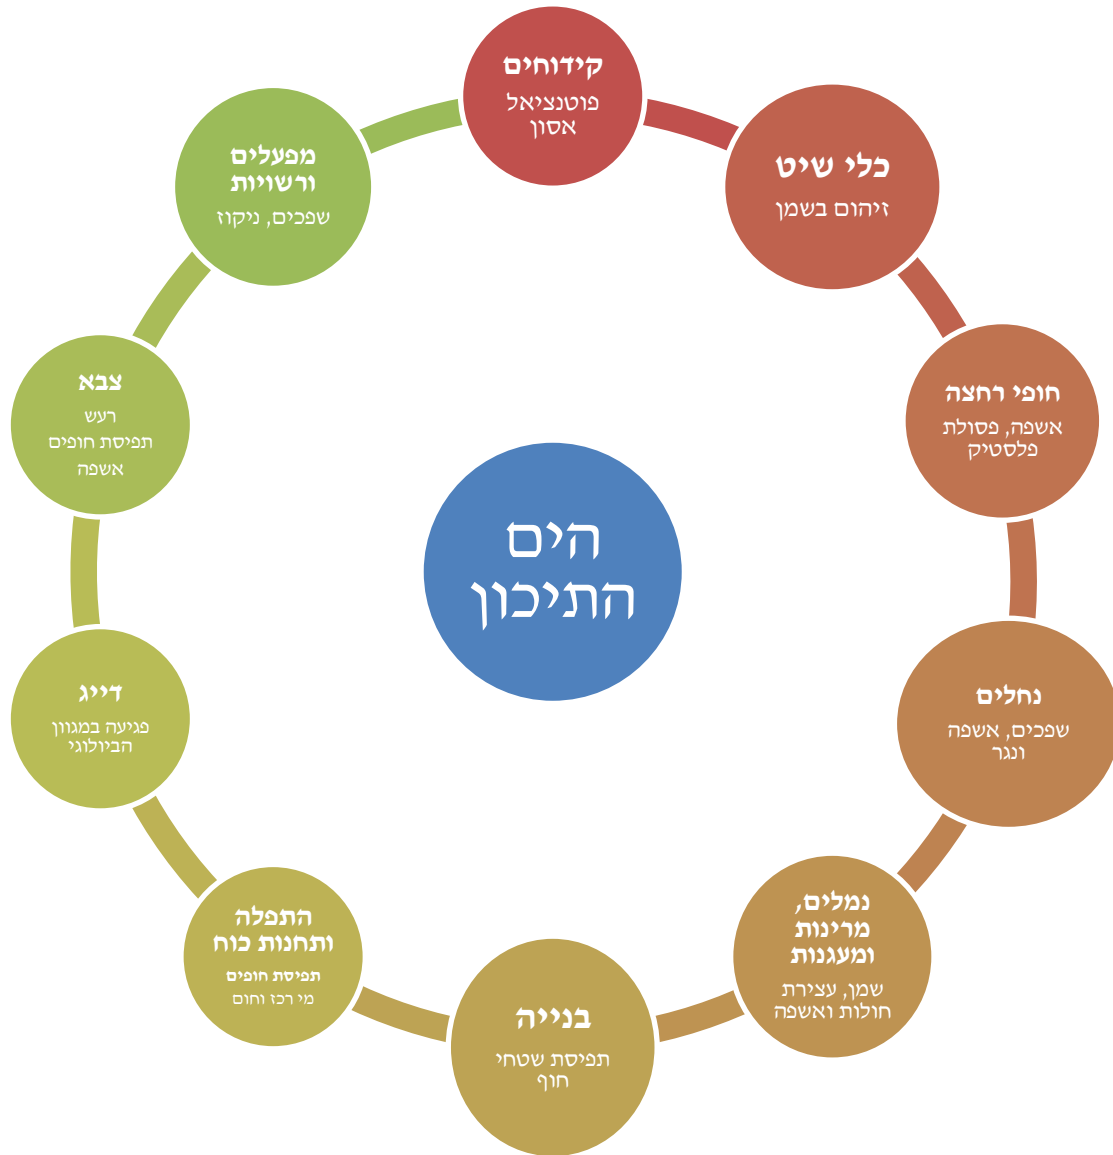 קידוחים
פוטנציאל
אסון
כלי שיט
זיהום בשמן
חופי רחצה
אשפה, פסולת
פלסטיק
נחלים
שפכים, אשפה
ונגר
נמלים,
מרינות
ומעגנות
שמן, עצירת
חולות ואשפה
בנייה
תפיסת שטחי
חוף
התפלה
ותחנות כוח
תפיסת חופים
מי רכז וחום
דייג
פגיעה במגוון
הביולוגי
צבא
רעש
תפיסת חופים
אשפה
מפעלים
ורשויות
שפכים, ניקוז
הים
התיכון